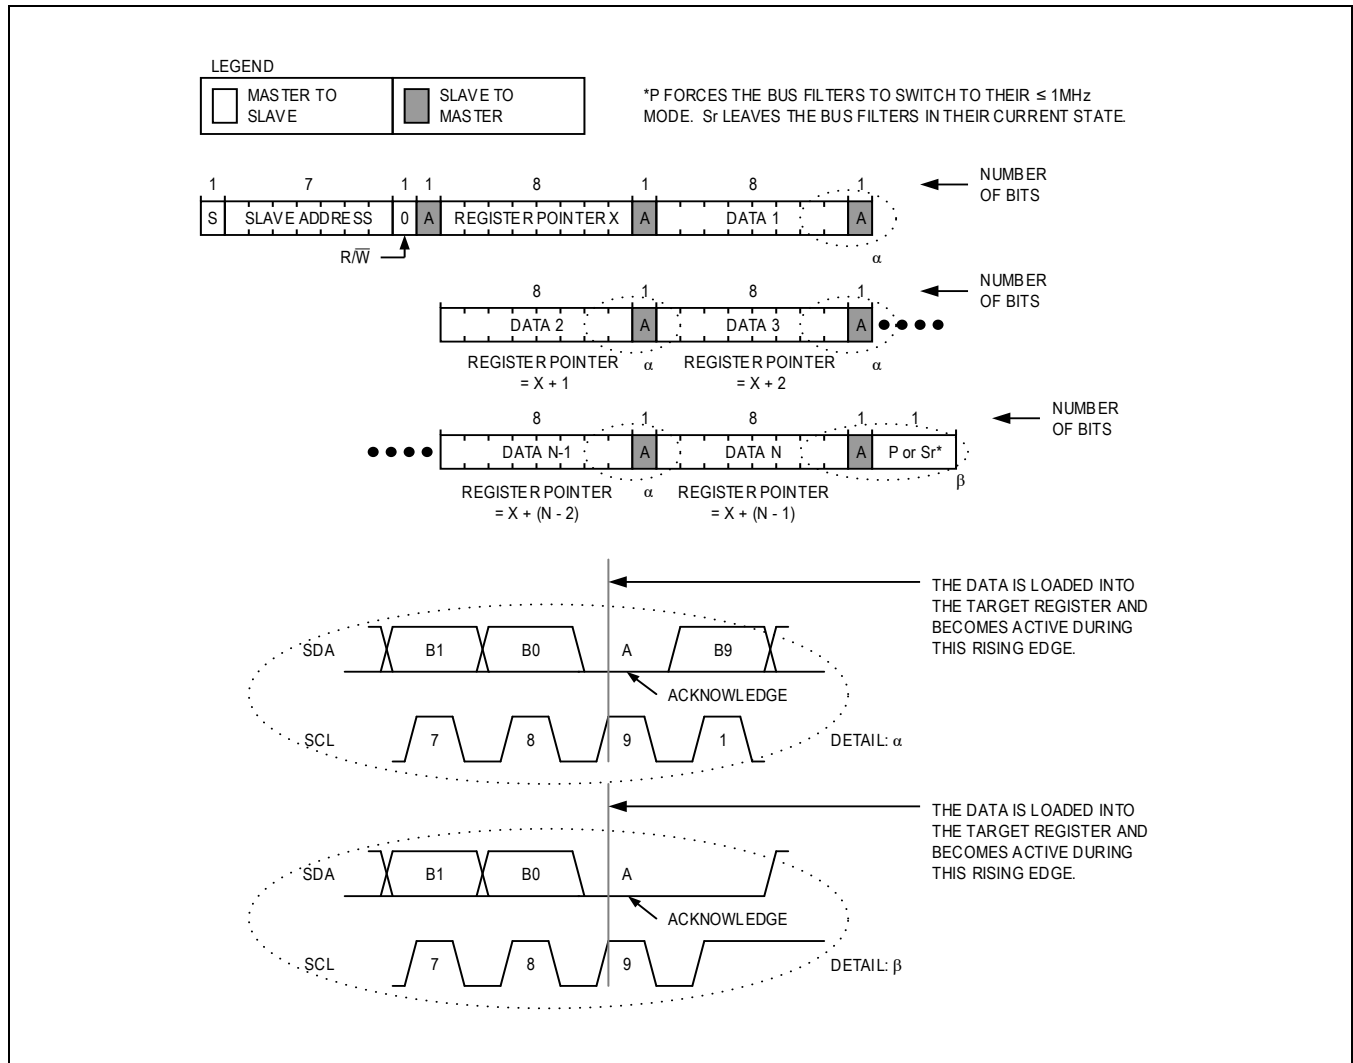 LEGEND
MASTER TO
SLAVE
SLAVE TO
MASTER
*P FORCES THE BUS FILTERS TO SWITCH TO THEIR ≤ 1MHz
MODE. Sr LEAVES THE BUS FILTERS IN THEIR CURRENT STATE.
1 7 1 1 8 1 8 1
NUMBER
OF BITS
S SLAVE ADDRESS 0 A REGISTER POINTER X A DATA 1 A
R/W̅
α
8 1 8 1
NUMBER
OF BITS
DATA 2 A DATA 3 A
REGISTER POINTER
= X + 1
α
REGISTER POINTER
= X + 2
α
8 1 8 1 1
NUMBER
OF BITS
DATA N-1 A DATA N A P or Sr*
β
REGISTER POINTER
= X + (N - 2)
α
REGISTER POINTER
= X + (N - 1)
THE DATA IS LOADED INTO
THE TARGET REGISTER AND
BECOMES ACTIVE DURING
THIS RISING EDGE.
SDA B1 B0 A B9
ACKNOWLEDGE
SCL 7 8 9 1
DETAIL: α
THE DATA IS LOADED INTO
THE TARGET REGISTER AND
BECOMES ACTIVE DURING
THIS RISING EDGE.
SDA B1 B0 A
ACKNOWLEDGE
SCL 7 8 9
DETAIL: β